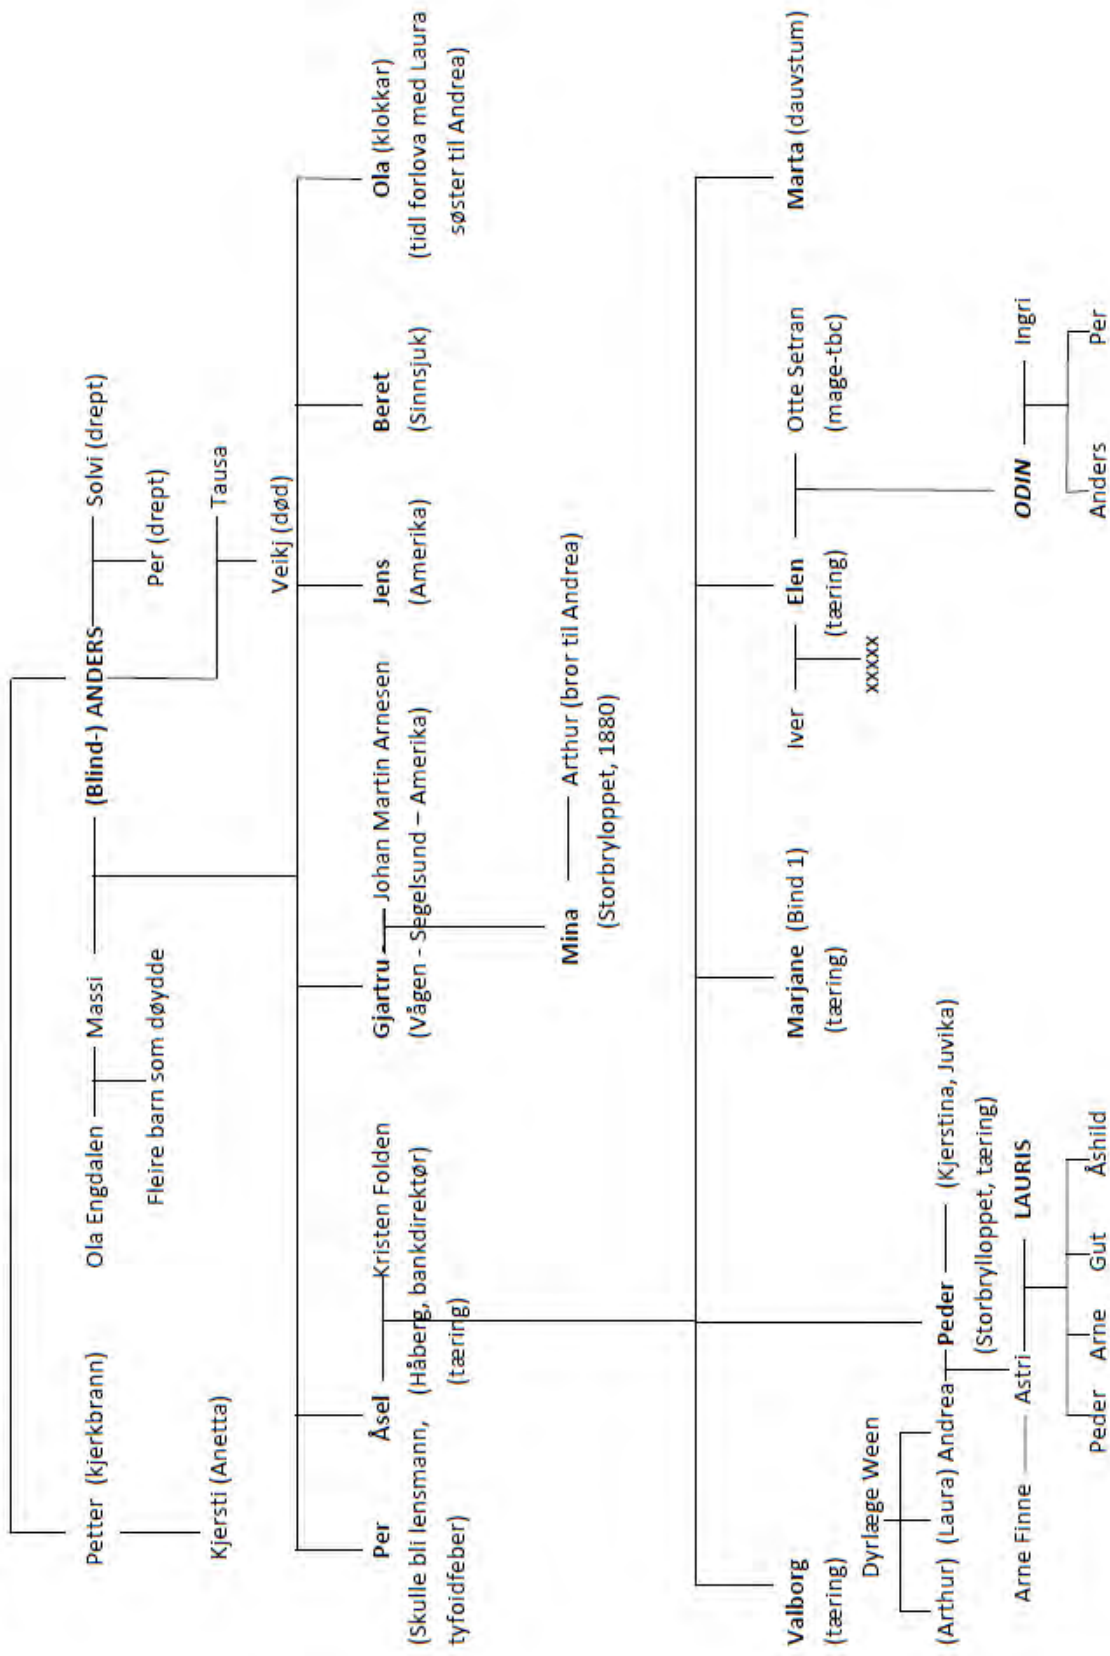 Petter (kjerkbrann)
Kjersti (Anetta)
Ola Engdalen
Massi
(Blind-) ANDERS
Solvi (drept)
Fleire barn som døydde
Per (drept)
Tausa
Veikj (død)
Per
(Skulle bli lensmann,
tyfoidfeber)
Åsel
Kristen Folden
(Håberg, bankdirektør)
(tæring)
Gjartru
Johan Martin Arnesen
(Vågen - Segelsund – Amerika)
Jens
(Amerika)
Beret
(Sinnsjuk)
Ola (klokkar)
(tidl forlova med Laura
søster til Andrea)
Mina
Arthur (bror til Andrea)
(Storbryloppet, 1880)
Valborg
(tæring)
Marjane (Bind 1)
(tæring)
Iver
Elen
(tæring)
Otte Setran
(mage-tbc)
Marta (dauvstum)
xxxxx
Dyrlæge Ween
(Arthur) (Laura) Andrea
Peder
(Kjerstina, Juvika)
(Storbrylloppet, tæring)
Arne Finne
Astri
LAURIS
ODIN
Ingri
Peder
Arne
Gut
Åshild
Anders
Per